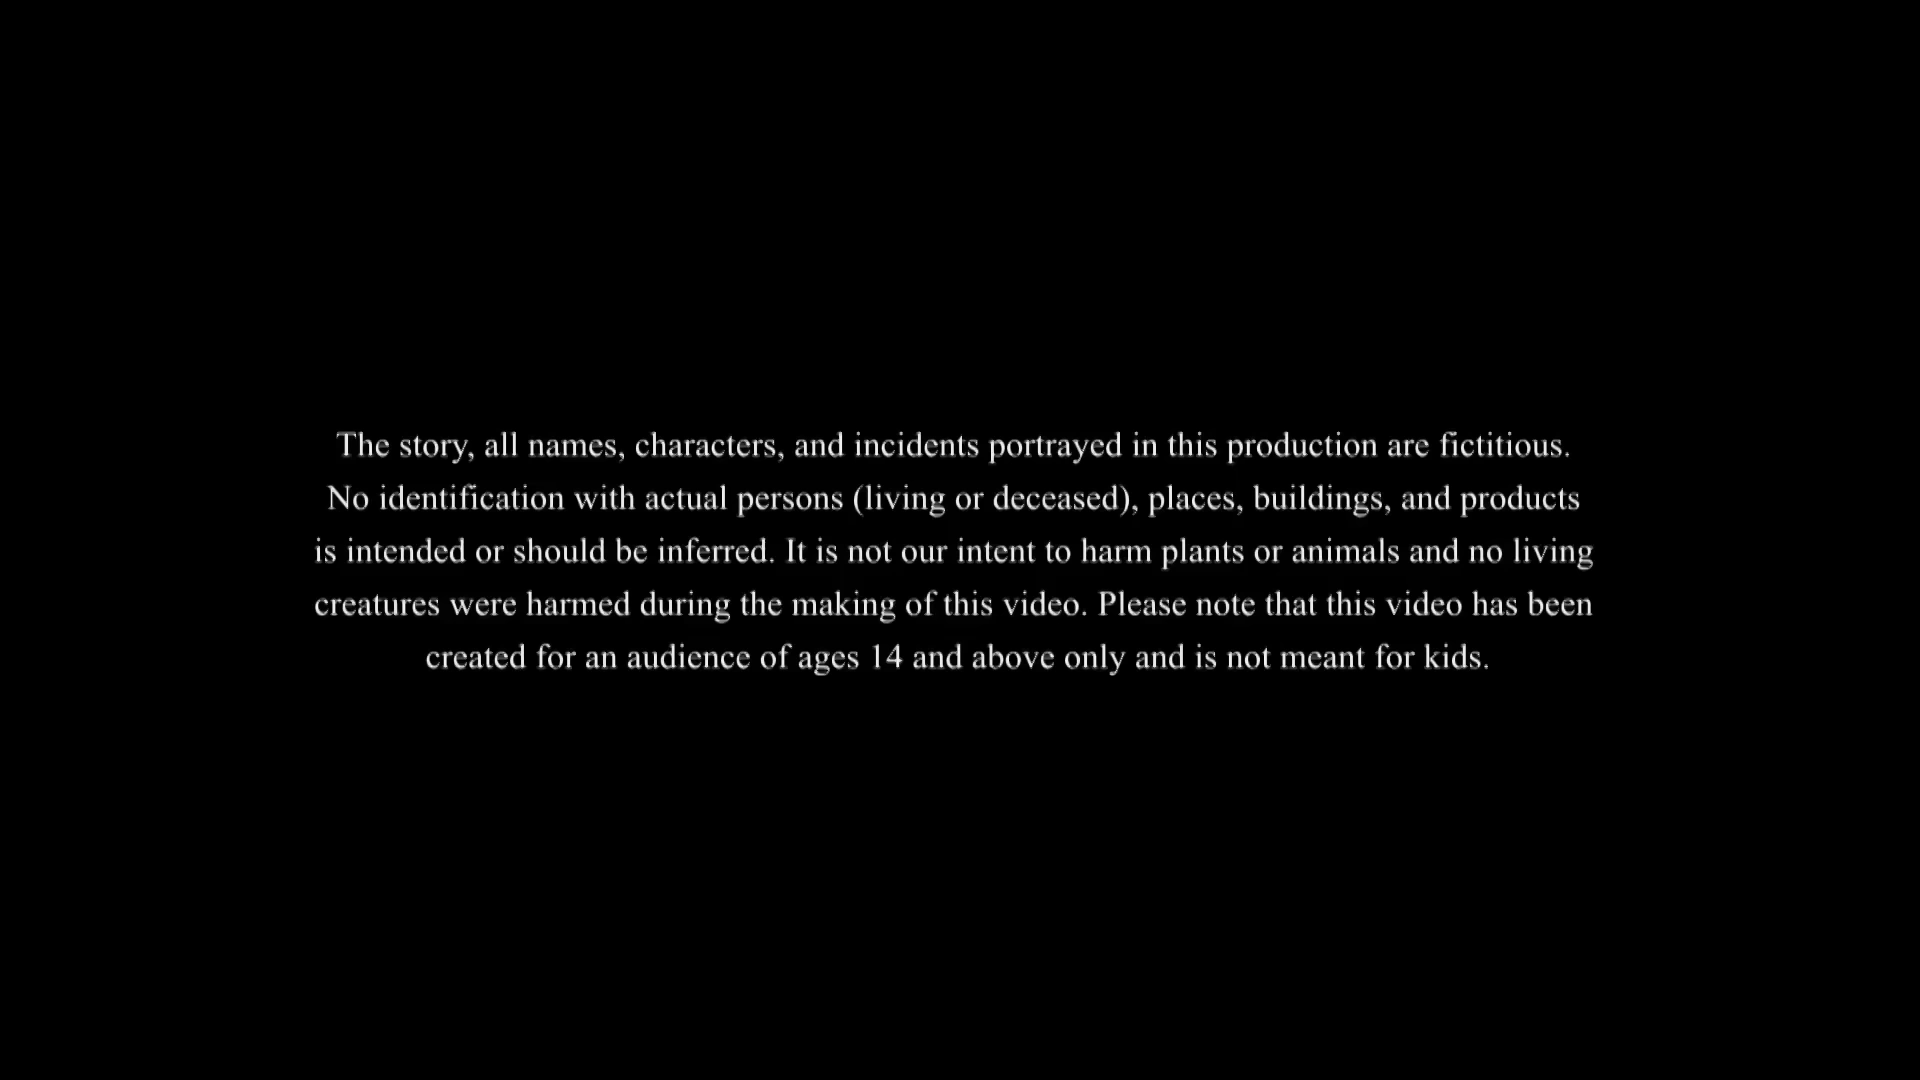 The story, all names, characters, and incidents portrayed in this production are fictitious.
No identification with actual persons (living or deceased), places, buildings, and products
is intended or should be inferred. It is not our intent to harm plants or animals and no living
creatures were harmed during the making of this video. Please note that this video has been
created for an audience of ages 14 and above only and is not meant for kids.